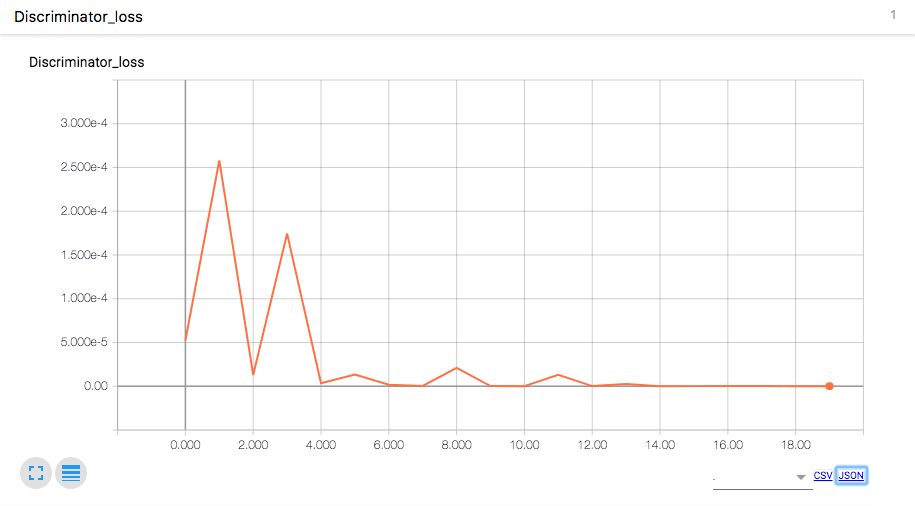 Discriminator_loss 1
Discriminator_loss
3.000e-4
2.500e-4
2.000e-4
1.500e-4
1.000e-4
5.000e-5
0.00
0.000 2.000 4.000 6.000 8.000 10.00 12.00 14.00 16.00 18.00
. CSV JSON